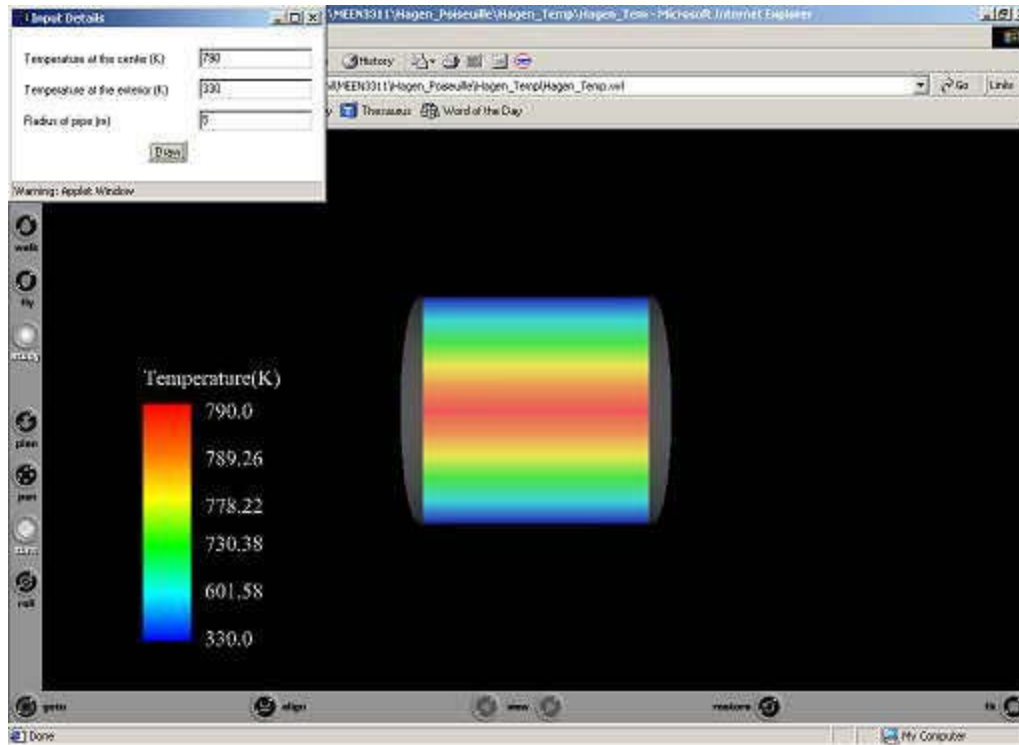 Input Details
\MEEN3311\Hagen_Poiseuille\Hagen_Temp\Hagen_Tem - Microsoft Internet Explorer
Temperature at the center (K) 790
Temperature at the exterior (K) 330
Radius of pipe (m) 5
Draw
Warning: Applet Window
History
\MEEN3311\Hagen_Poiseuille\Hagen_Temp\Hagen_Temp.wrl
Go
Links
Thesaurus
Word of the Day
walk
fly
study
plan
pan
turn
roll
Temperature(K)
790.0
789.26
778.22
730.38
601.58
330.0
goto
align
view
restore
fit
Done
My Computer